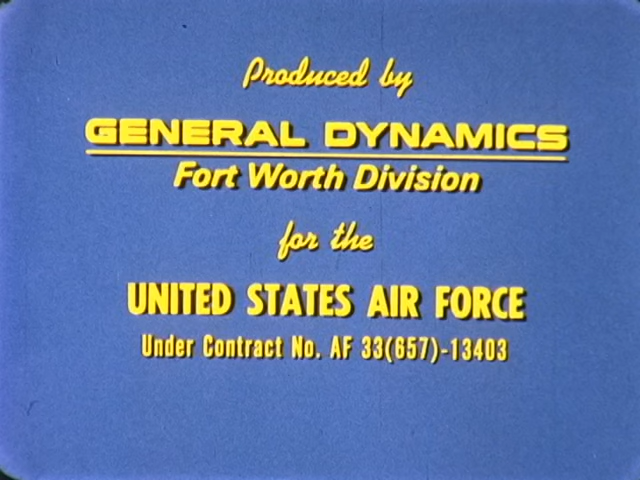 Produced by
GENERAL DYNAMICS
Fort Worth Division
for the
UNITED STATES AIR FORCE
Under Contract No. AF 33(657)-13403